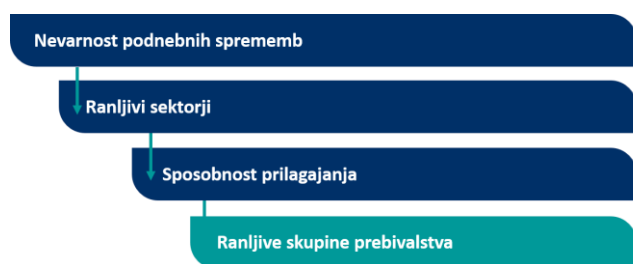 Nevarnost podnebnih sprememb
Ranljivi sektorji
Sposobnost prilagajanja
Ranljive skupine prebivalstva